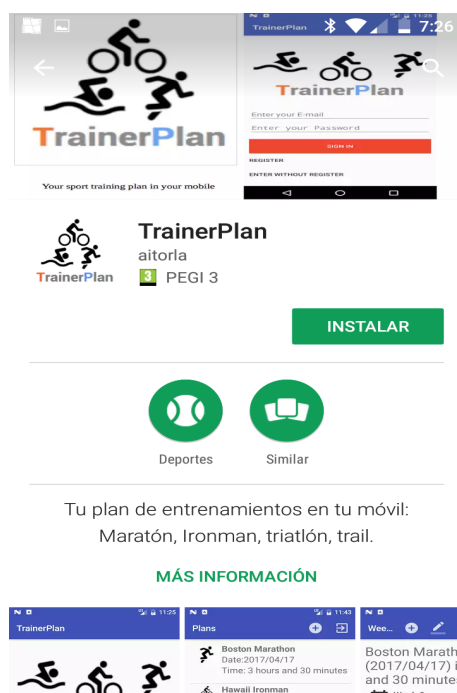 11:25
TrainerPlan
7:26
TrainerPlan
TrainerPlan
Enter your E-mail
Enter your Password
SIGN IN
REGISTER
ENTER WITHOUT REGISTER
Your sport training plan in your mobile
TrainerPlan
TrainerPlan
aitorla
3 PEGI 3
INSTALAR
Deportes
Similar
Tu plan de entrenamientos en tu móvil:
Maratón, Ironman, triatlón, trail.
MÁS INFORMACIÓN
11:25
TrainerPlan
11:43
Plans
Boston Marathon
Date:2017/04/17
Time: 3 hours and 30 minutes
Hawaii Ironman
Wee...
Boston Marath
(2017/04/17) i
and 30 minute